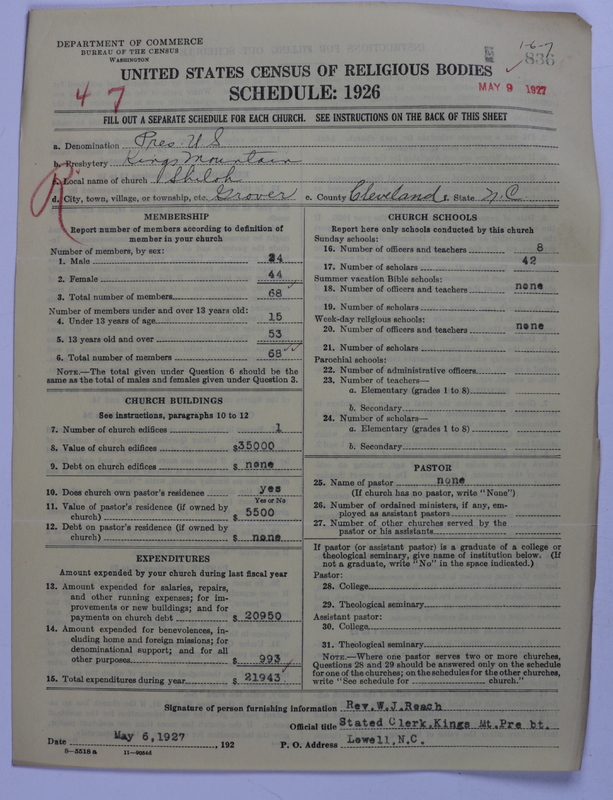 DEPARTMENT OF COMMERCE
BUREAU OF THE CENSUS
WASHINGTON
1-6-7
836
UNITED STATES CENSUS OF RELIGIOUS BODIES
SCHEDULE: 1926
4 7
MAY 9 1927
FILL OUT A SEPARATE SCHEDULE FOR EACH CHURCH. SEE INSTRUCTIONS ON THE BACK OF THIS SHEET
a. Denomination Pres. U S
b. Presbytery Kings Mountain
c. Local name of church Shiloh
R.
d. City, town, village, or township, etc. Grover e. County Cleveland f. State N.C
MEMBERSHIP
Report number of members according to definition of
member in your church
Number of members, by sex:
1. Male 24
2. Female 44
3. Total number of members 68
Number of members under and over 13 years old:
4. Under 13 years of age 15
5. 13 years old and over 53
6. Total number of members 68
NOTE.—The total given under Question 6 should be
same as the total of males and females given under Question 3.
CHURCH BUILDINGS
See instructions, paragraphs 10 to 12
7. Number of church edifices 1
8. Value of church edifices $35000
9. Debt on church edifices $ none
10. Does church own pastor's residence yes
Yes or No
11. Value of pastor's residence (if owned by
church) $ 5500
12. Debt on pastor's residence (if owned by
church) $ none
EXPENDITURES
Amount expended by your church during last fiscal year
13. Amount expended for salaries, repairs,
and other running expenses; for im-
provements or new buildings; and for
payments on church debt $ 20950
14. Amount expended for benevolences, in-
cluding home and foreign missions; for
denominational support; and for all
other purposes $ 993
15. Total expenditures during year $ 21943
CHURCH SCHOOLS
Report here only schools conducted by this church
Sunday schools:
16. Number of officers and teachers 8
17. Number of scholars 42
Summer vacation Bible schools:
18. Number of officers and teachers none
19. Number of scholars
Week-day religious schools:
20. Number of officers and teachers none
21. Number of scholars
Parochial schools:
22. Number of administrative officers
23. Number of teachers—
a. Elementary (grades 1 to 8)
b. Secondary
24. Number of scholars—
a. Elementary (grades 1 to 8)
b. Secondary
PASTOR
25. Name of pastor none
(If church has no pastor, write "None")
26. Number of ordained ministers, if any, em-
ployed as assistant pastors
27. Number of other churches served by the
pastor or his assistants
If pastor (or assistant pastor) is a graduate of a college or
theological seminary, give name of institution below. (If
not a graduate, write "No" in the space indicated.)
Pastor:
28. College
29. Theological seminary
Assistant pastor:
30. College
31. Theological seminary
NOTE.—Where one pastor serves two or more churches,
Questions 28 and 29 should be answered only on the schedule
for one of the churches; on the schedules for the other churches,
write "See schedule for church."
Signature of person furnishing information Rev.W.J.Roach
Official title Stated Clerk,Kings Mt.Pre bt.
Date May 6,1927, 192 P. O. Address Lowell,N.C.
8—5518 a 11—9056d